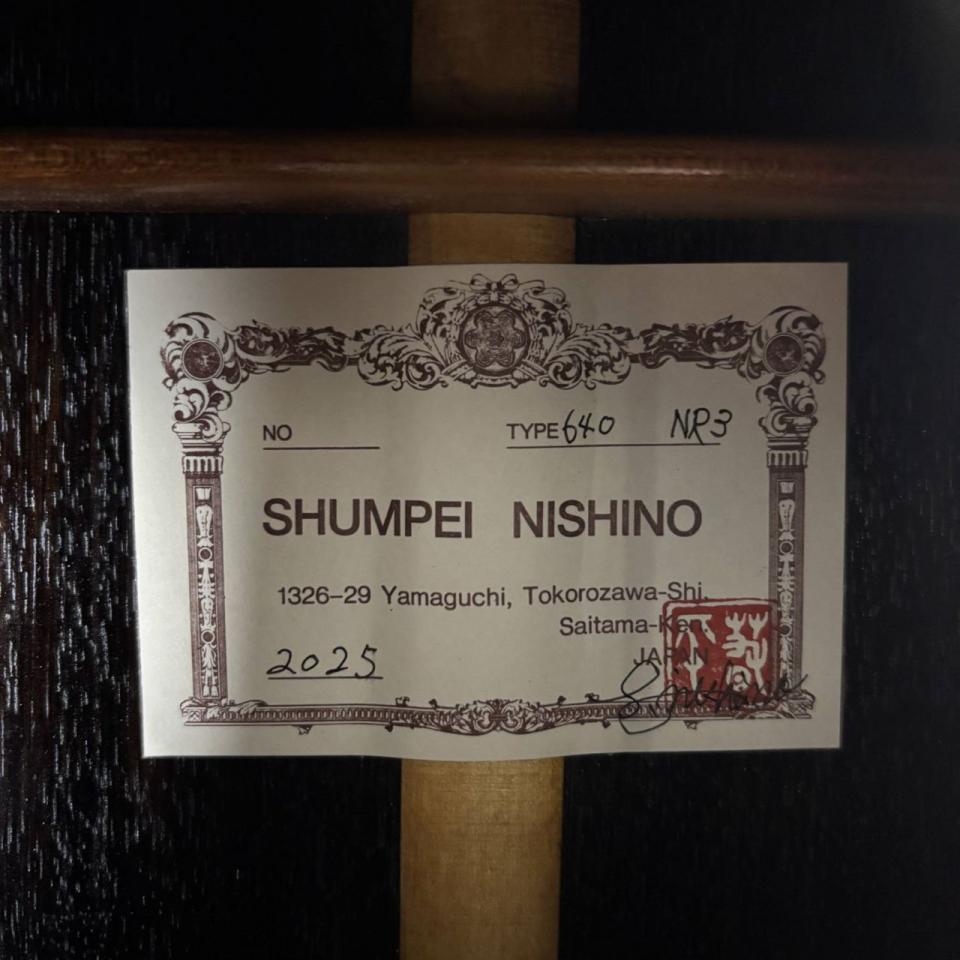 NO TYPE 640 NR3
SHUMPEI NISHINO
1326-29 Yamaguchi, Tokorozawa-Shi,
Saitama-Ken.
JAPAN
2025